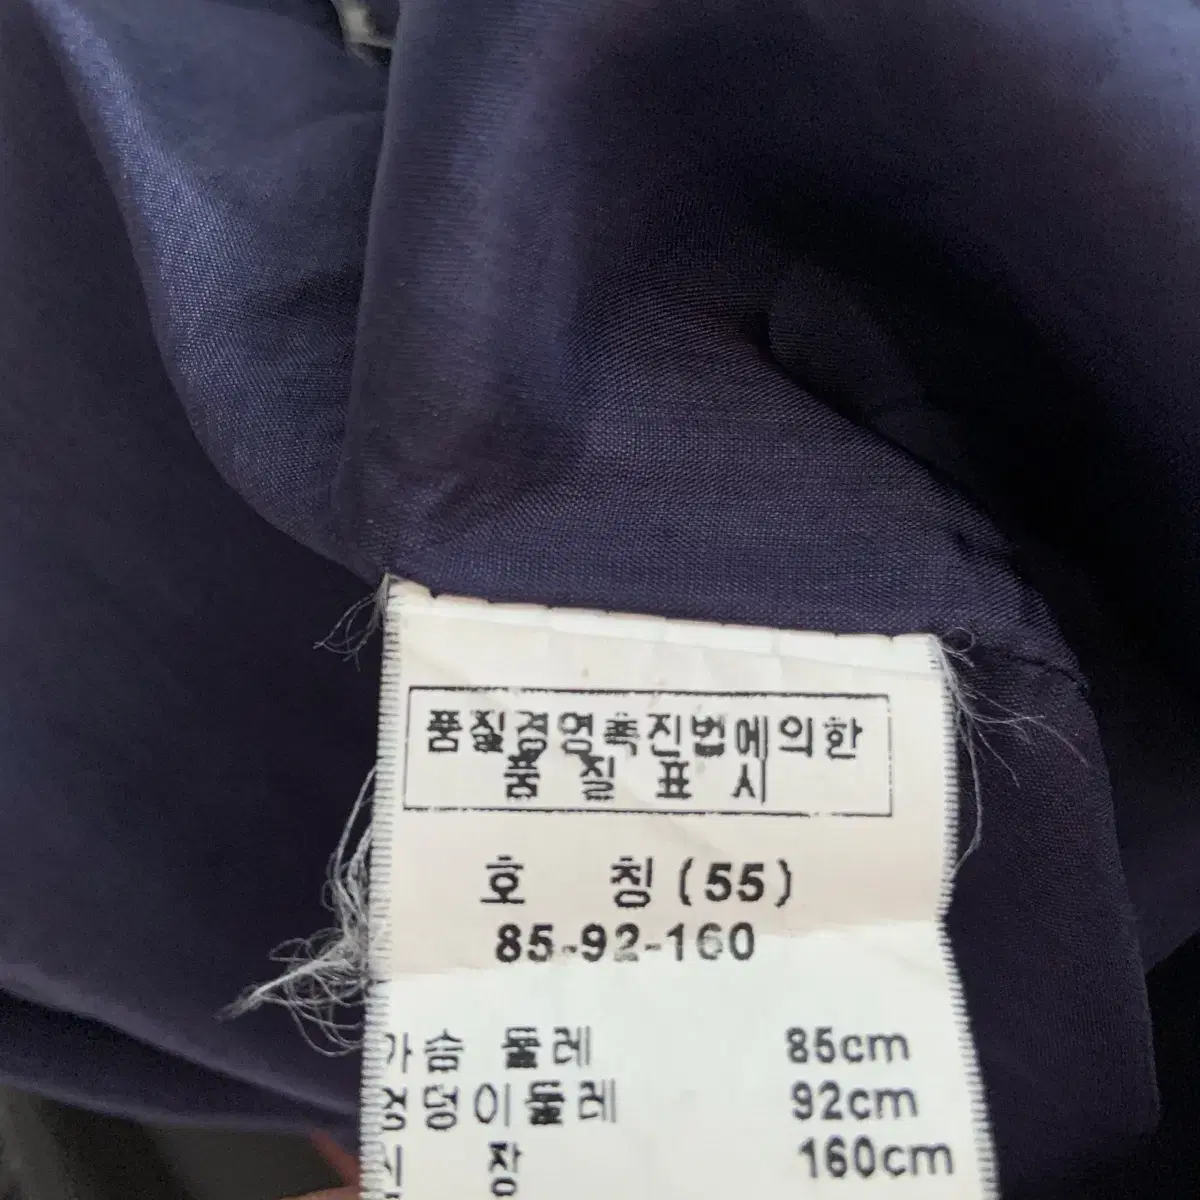 품질경영촉진법에의한
품 질 표 시
호 칭 (55)
85-92-160
가슴 둘레 85cm
엉덩이둘레 92cm
장 160cm